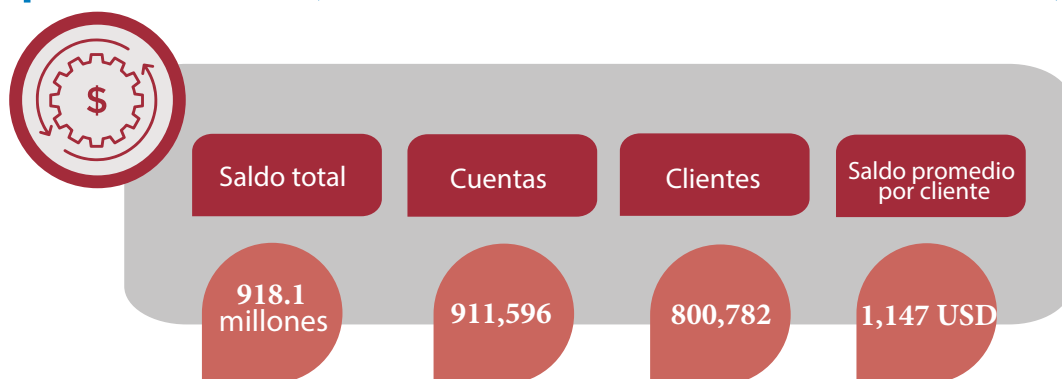 $
Saldo total
Cuentas
Clientes
Saldo promedio
por cliente
918.1
millones
911,596
800,782
1,147 USD